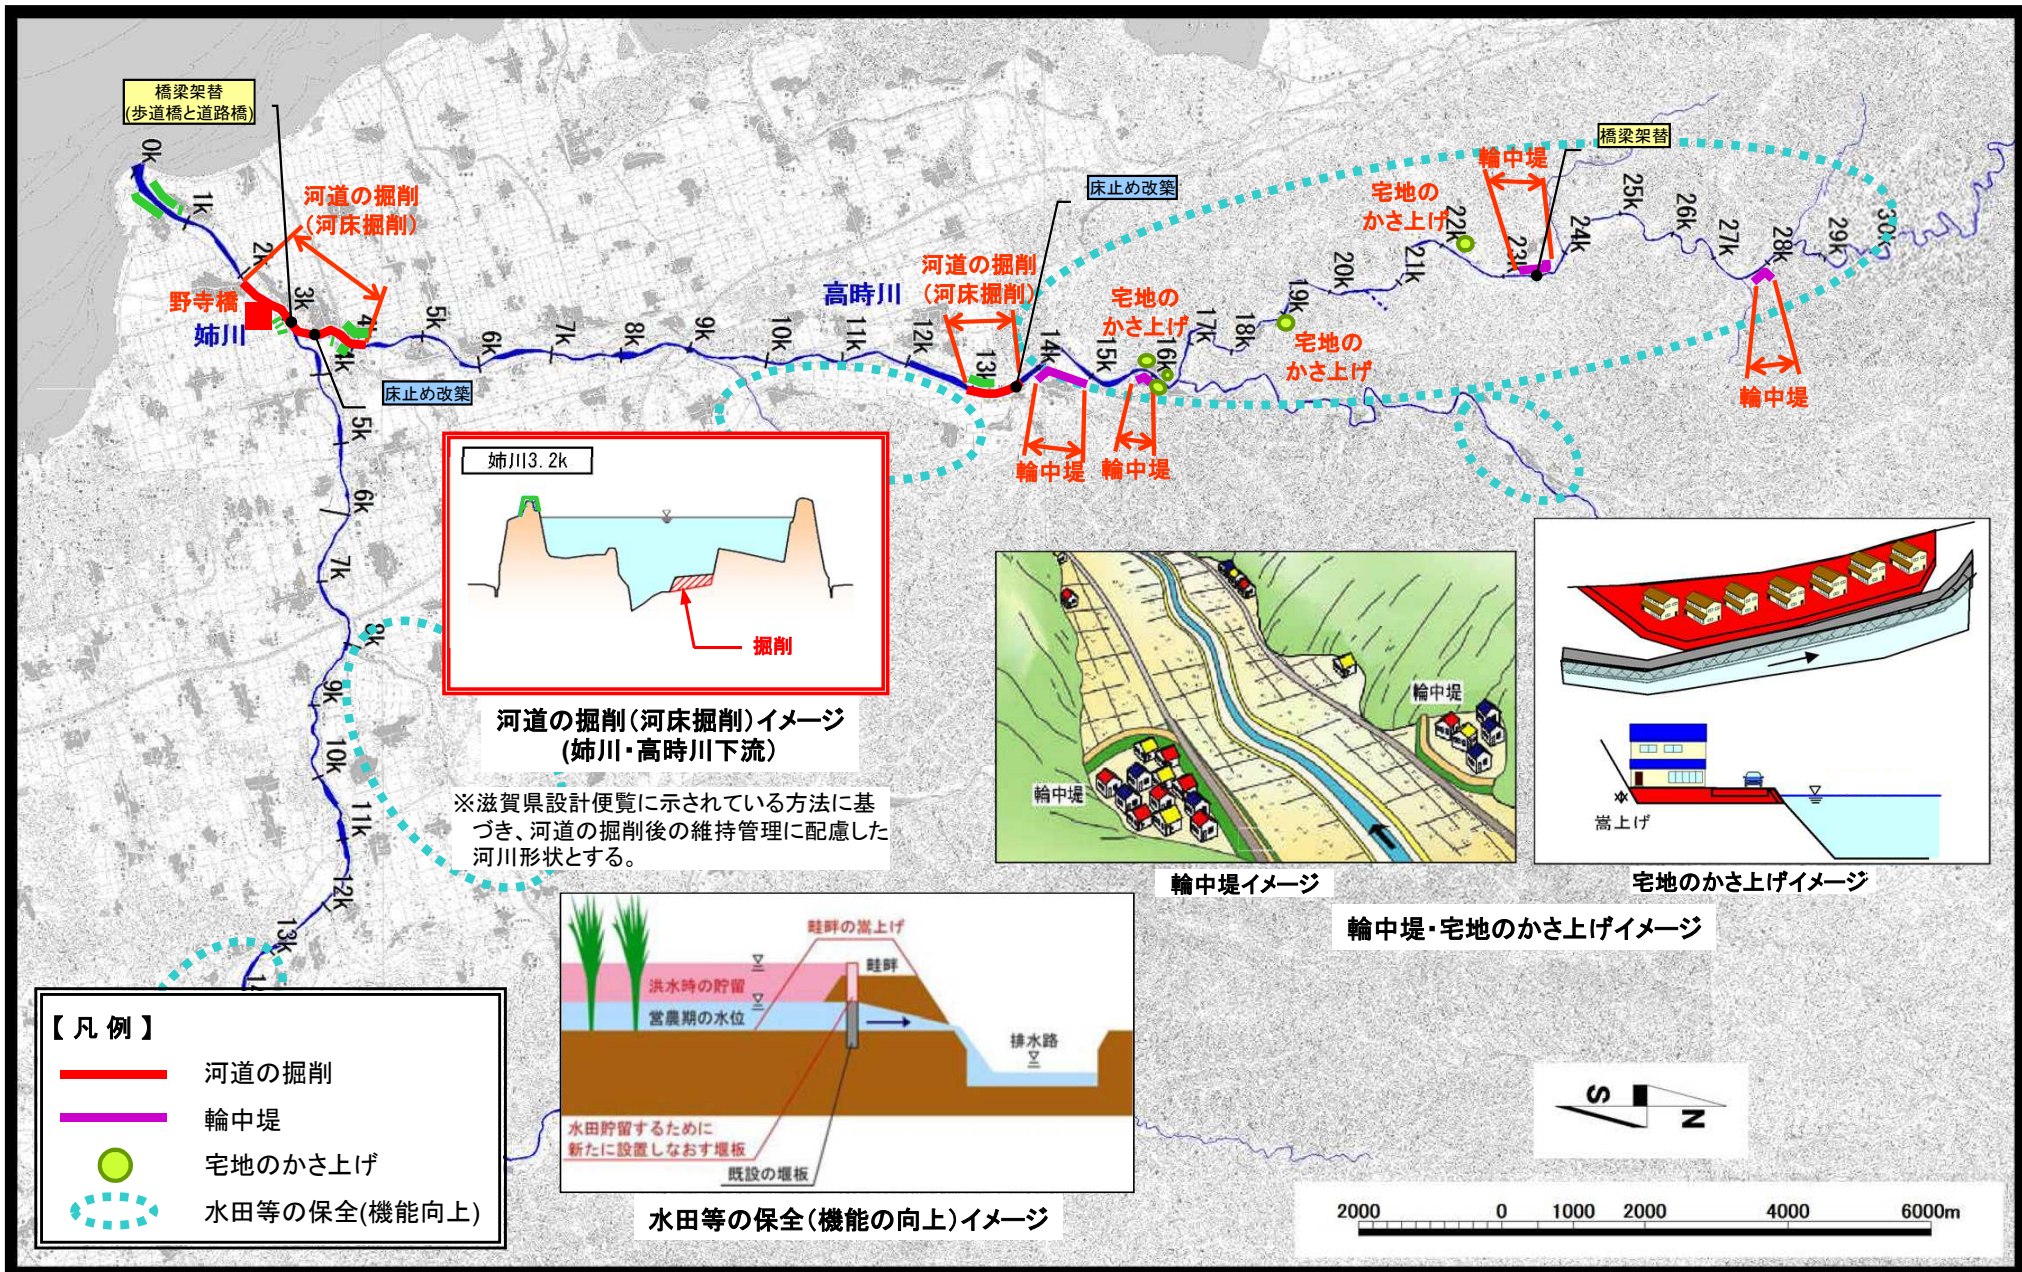 橋梁架替
(歩道橋と道路橋)
0k
1k
2k
3k
4k
河道の掘削
(河床掘削)
野寺橋
姉川
5k
6k
7k
8k
9k
10k
11k
12k
13k
14k
15k
16k
17k
18k
19k
20k
21k
22k
23k
24k
25k
26k
27k
28k
29k
30k
高時川
河道の掘削
(河床掘削)
床止め改築
床止め改築
宅地の
かさ上げ
宅地の
かさ上げ
宅地の
かさ上げ
輪中堤
橋梁架替
輪中堤
輪中堤
輪中堤
4k
5k
6k
7k
8k
9k
10k
11k
12k
13k
姉川3.2k
掘削
河道の掘削(河床掘削)イメージ
(姉川・高時川下流)
※滋賀県設計便覧に示されている方法に基
づき、河道の掘削後の維持管理に配慮した
河川形状とする。
輪中堤
輪中堤
輪中堤イメージ
嵩上げ
宅地のかさ上げイメージ
輪中堤・宅地のかさ上げイメージ
畦畔の嵩上げ
畦畔
洪水時の貯留
営農期の水位
排水路
水田貯留するために
新たに設置しなおす堰板
既設の堰板
水田等の保全(機能の向上)イメージ
【凡例】
河道の掘削
輪中堤
宅地のかさ上げ
水田等の保全(機能向上)
S
N
2000 0 1000 2000 4000 6000m